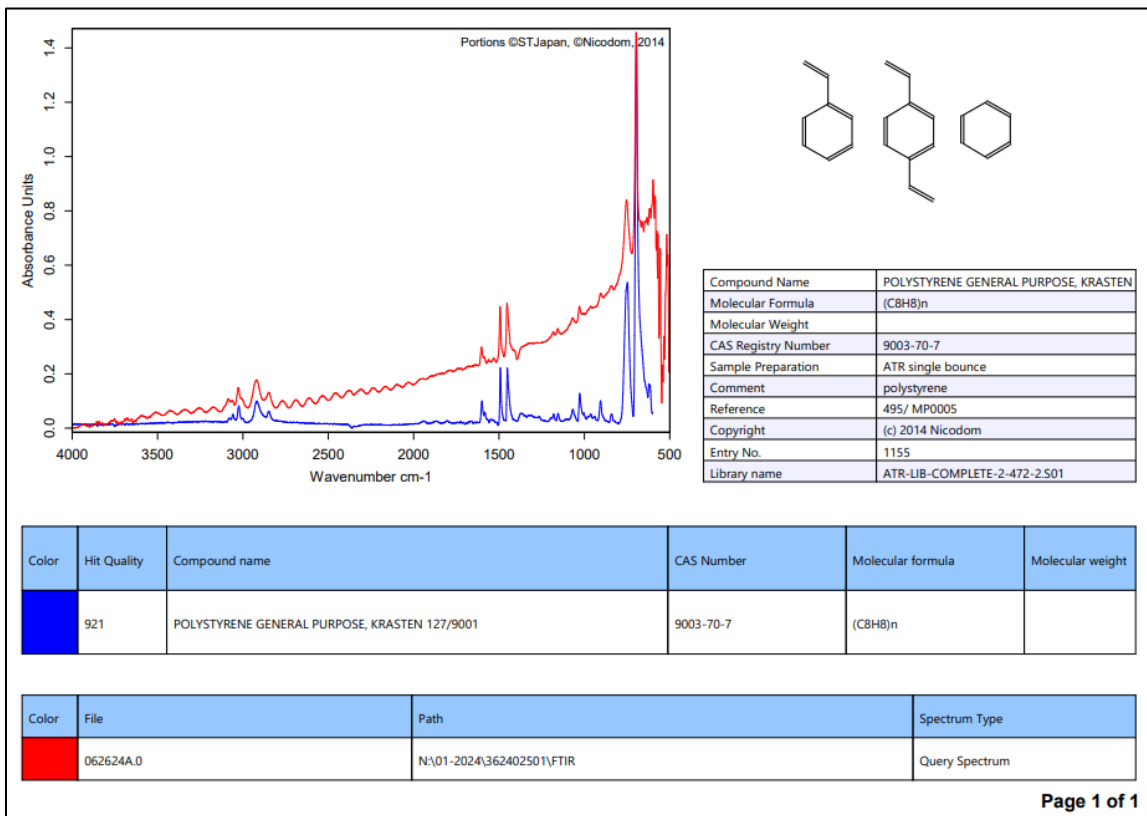 Portions ©STJapan, ©Nicodom, 2014
Absorbance Units
1.4
1.2
1.0
0.8
0.6
0.4
0.2
0.0
4000 3500 3000 2500 2000 1500 1000 500
Wavenumber cm-1
Compound Name POLYSTYRENE GENERAL PURPOSE, KRASTEN
Molecular Formula (C8H8)n
Molecular Weight
CAS Registry Number 9003-70-7
Sample Preparation ATR single bounce
Comment polystyrene
Reference 495/ MP0005
Copyright (c) 2014 Nicodom
Entry No. 1155
Library name ATR-LIB-COMPLETE-2-472-2.S01
Color Hit Quality Compound name CAS Number Molecular formula Molecular weight
921 POLYSTYRENE GENERAL PURPOSE, KRASTEN 127/9001 9003-70-7 (C8H8)n
Color File Path Spectrum Type
062624A.0 N:\01-2024\362402501\FTIR Query Spectrum
Page 1 of 1